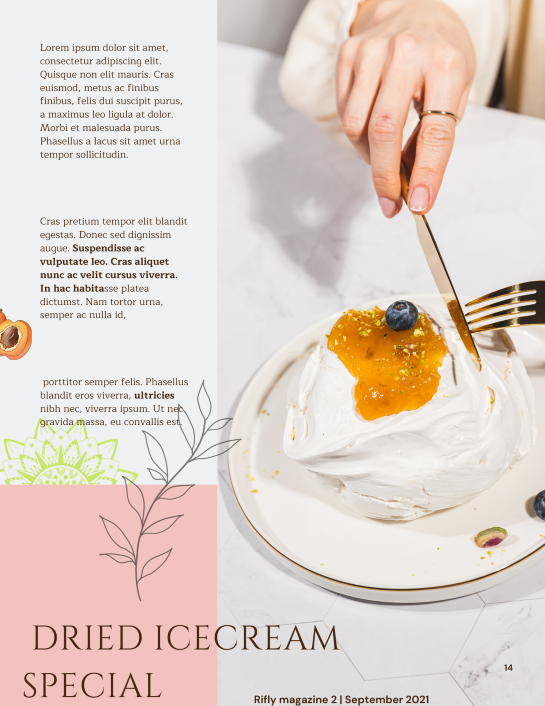 Lorem ipsum dolor sit amet,
consectetur adipiscing elit.
Quisque non elit mauris. Cras
euismod, metus ac finibus
finibus, felis dui suscipit purus,
a maximus leo ligula at dolor.
Morbi et malesuada purus.
Phasellus a lacus sit amet urna
tempor sollicitudin.
Cras pretium tempor elit blandit
egestas. Donec sed dignissim
augue. Suspendisse ac
vulputate leo. Cras aliquet
nunc ac velit cursus viverra.
In hac habitasse platea
dictumst. Nam tortor urna,
semper ac nulla id,
porttitor semper felis. Phasellus
blandit eros viverra, ultricies
nibh nec, viverra ipsum. Ut nec
gravida massa, eu convallis est.
DRIED ICECREAM
SPECIAL
14
Rifly magazine 2 | September 2021